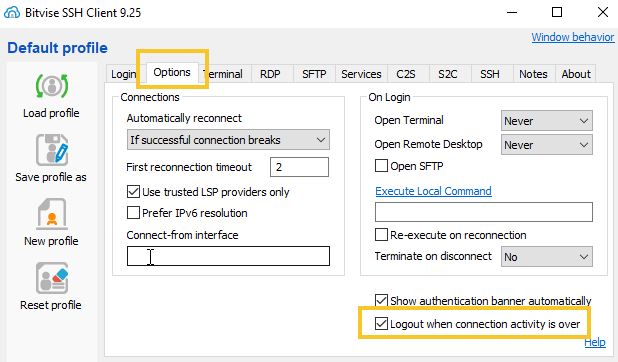 Bitvise SSH Client 9.25
Window behavior
Default profile
Login Options Terminal RDP SFTP Services C2S S2C SSH Notes About
Load profile
Save profile as
New profile
Reset profile
Connections
Automatically reconnect
If successful connection breaks
First reconnection timeout 2
Use trusted LSP providers only
Prefer IPv6 resolution
Connect-from interface
On Login
Open Terminal Never
Open Remote Desktop Never
Open SFTP
Execute Local Command
Re-execute on reconnection
Terminate on disconnect No
Show authentication banner automatically
Logout when connection activity is over
Help